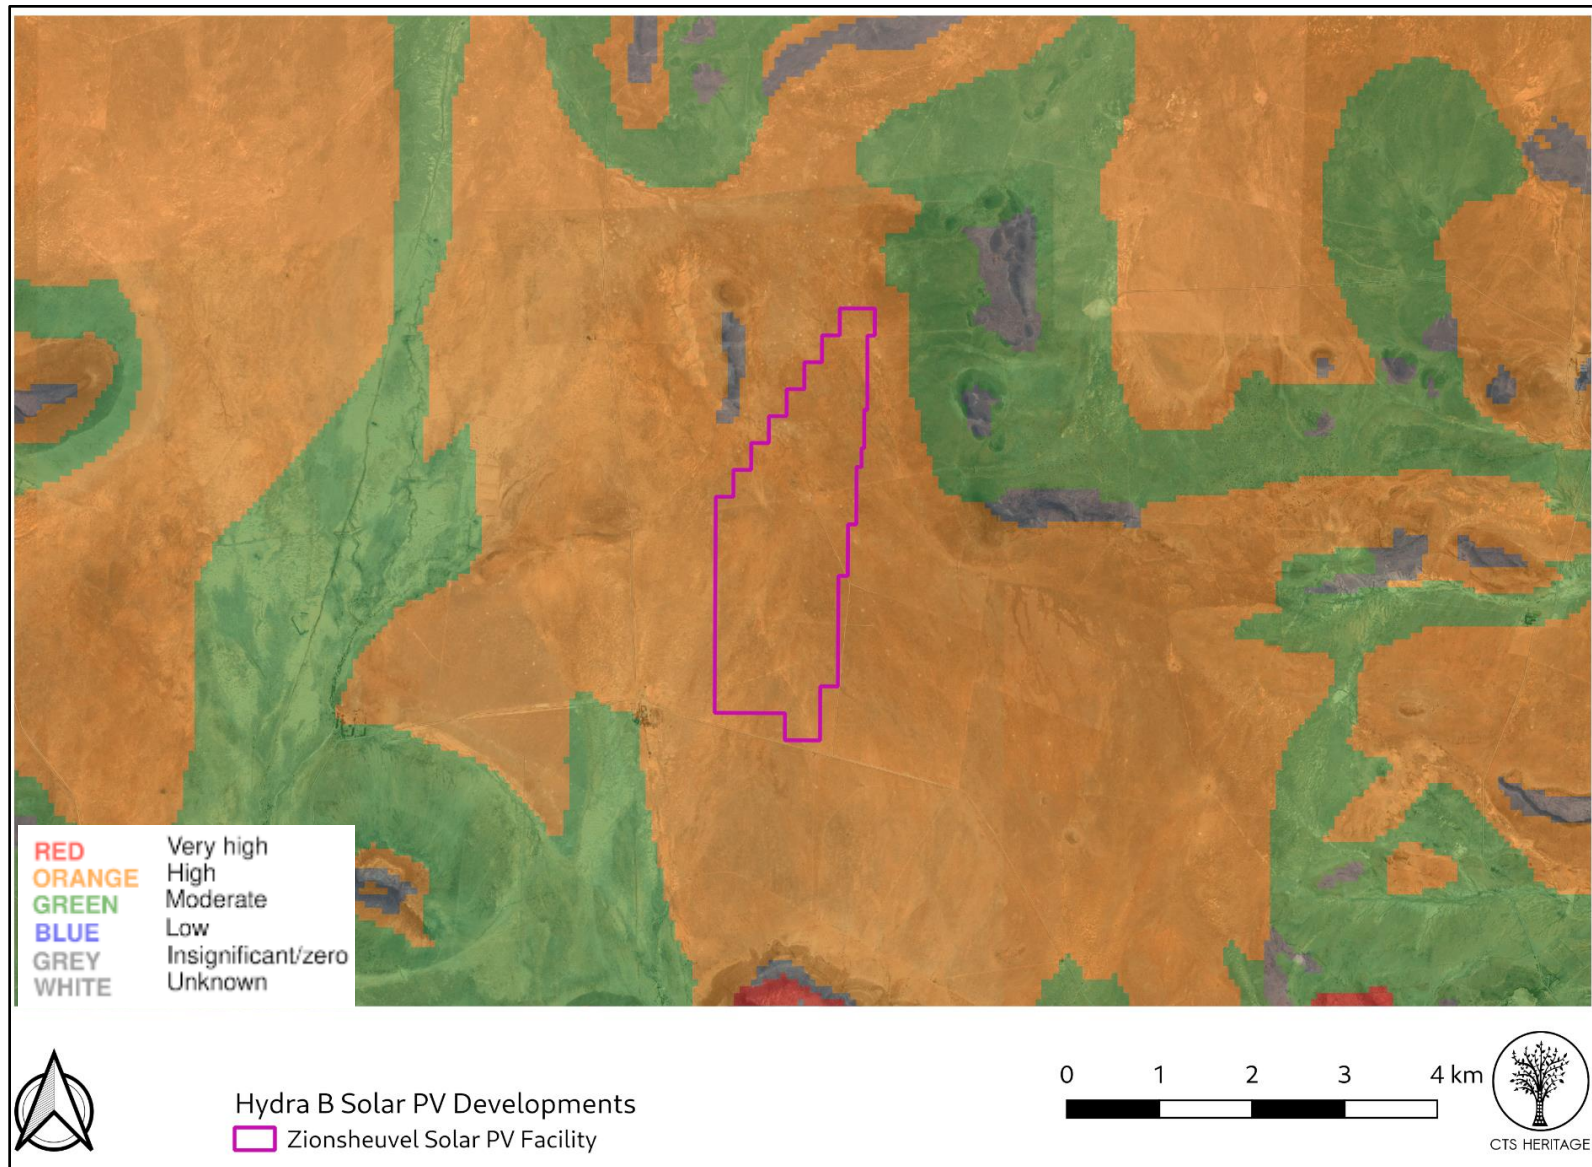 RED Very high
ORANGE High
GREEN Moderate
BLUE Low
GREY Insignificant/zero
WHITE Unknown
Hydra B Solar PV Developments
Zionsheuvel Solar PV Facility
0 1 2 3 4 km
CTS HERITAGE